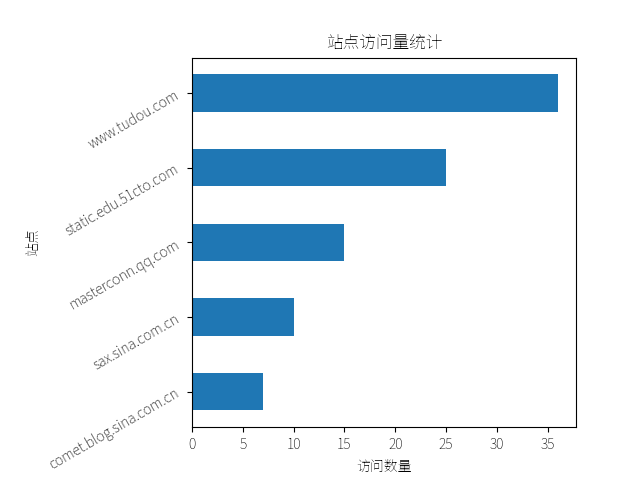 站点访问量统计
www.tudou.com
static.edu.51cto.com
masterconn.qq.com
sax.sina.com.cn
comet.blog.sina.com.cn
站点
0 5 10 15 20 25 30 35
访问数量